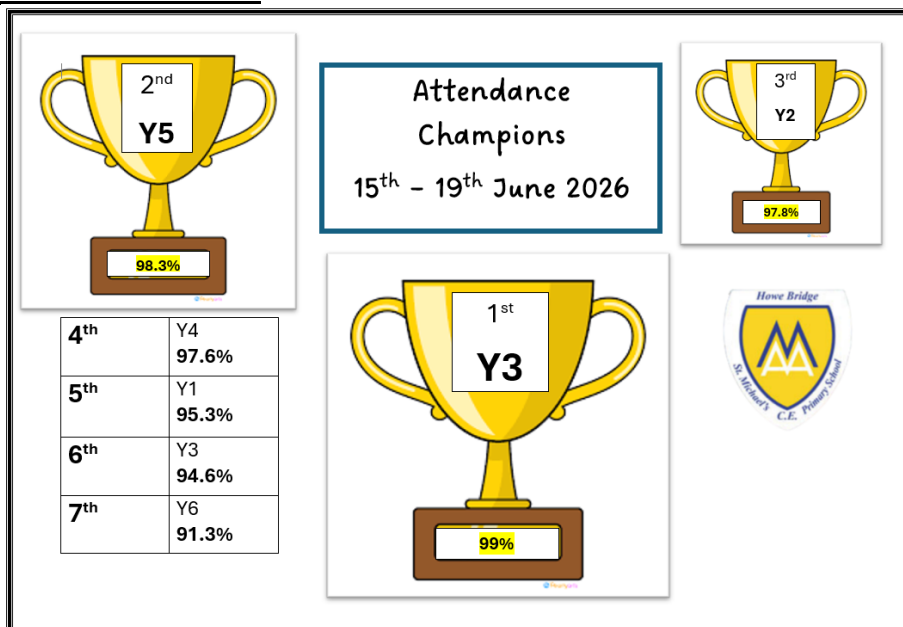 2nd
Y5
98.3%
Attendance
Champions
15th - 19th June 2026
3rd
Y2
97.8%
1st
Y3
99%
4th
Y4
97.6%
5th
Y1
95.3%
6th
Y3
94.6%
7th
Y6
91.3%
Howe Bridge
St. Michael's C.E. Primary School